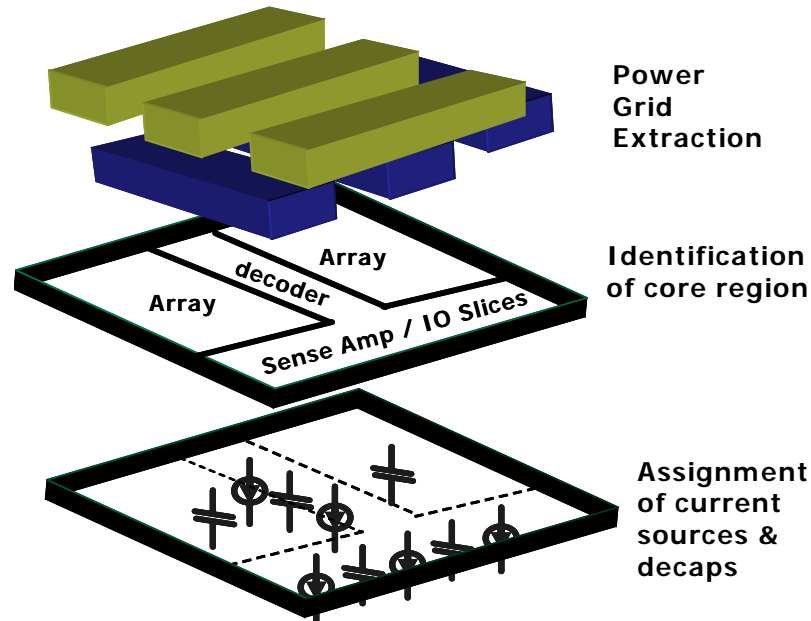 Power
Grid
Extraction
Array
decoder
Array
Sense Amp / IO Slices
Identification
of core region
Assignment
of current
sources &
decaps